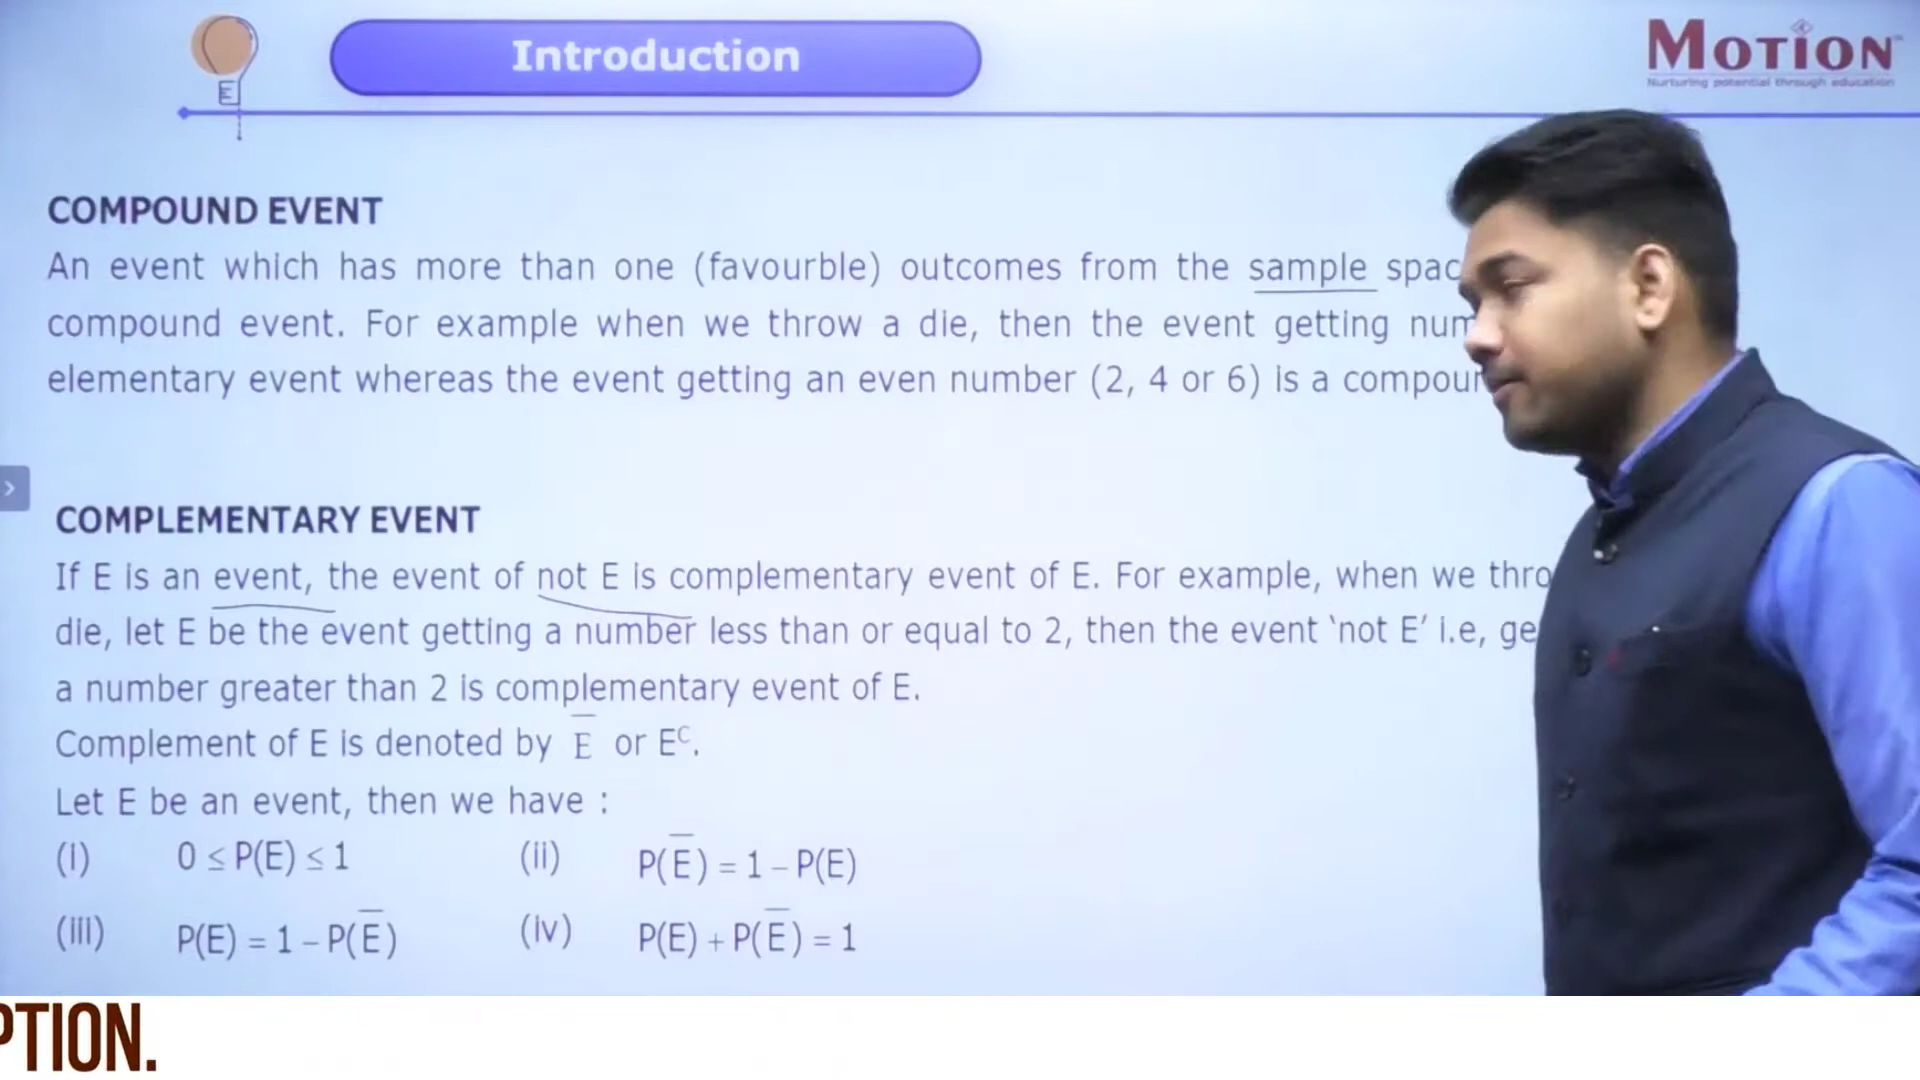 Introduction
MOTION
Nurturing potential through education
E
COMPOUND EVENT
An event which has more than one (favourble) outcomes from the sample spac
compound event. For example when we throw a die, then the event getting num
elementary event whereas the event getting an even number (2, 4 or 6) is a compour
COMPLEMENTARY EVENT
If E is an event, the event of not E is complementary event of E. For example, when we thro
die, let E be the event getting a number less than or equal to 2, then the event ‘not E’ i.e, ge
a number greater than 2 is complementary event of E.
Complement of E is denoted by E̅ or Eᶜ.
Let E be an event, then we have :
(i) 0 ≤ P(E) ≤ 1 (ii) P(E̅) = 1 – P(E)
(iii) P(E) = 1 – P(E̅) (iv) P(E) + P(E̅) = 1
PTION.